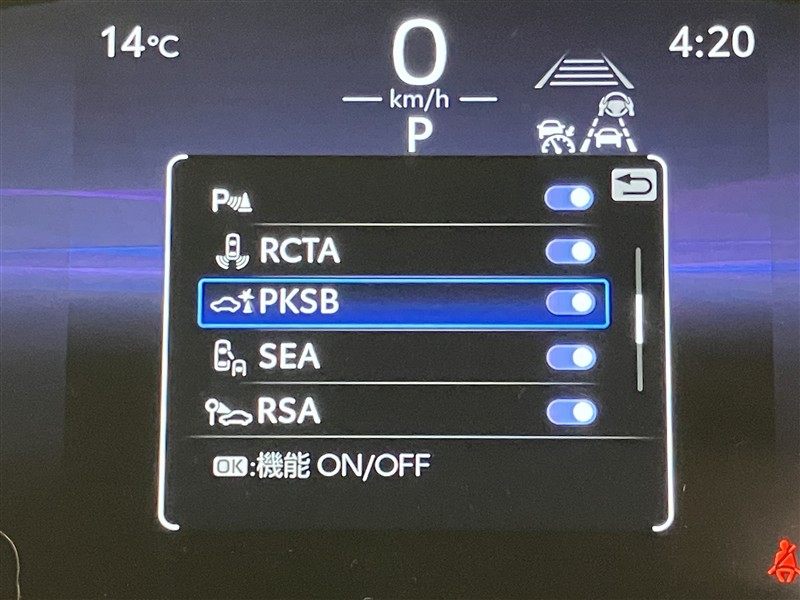 14°C
0
4:20
km/h
P
P
RCTA
PKSB
SEA
RSA
OK:機能 ON/OFF